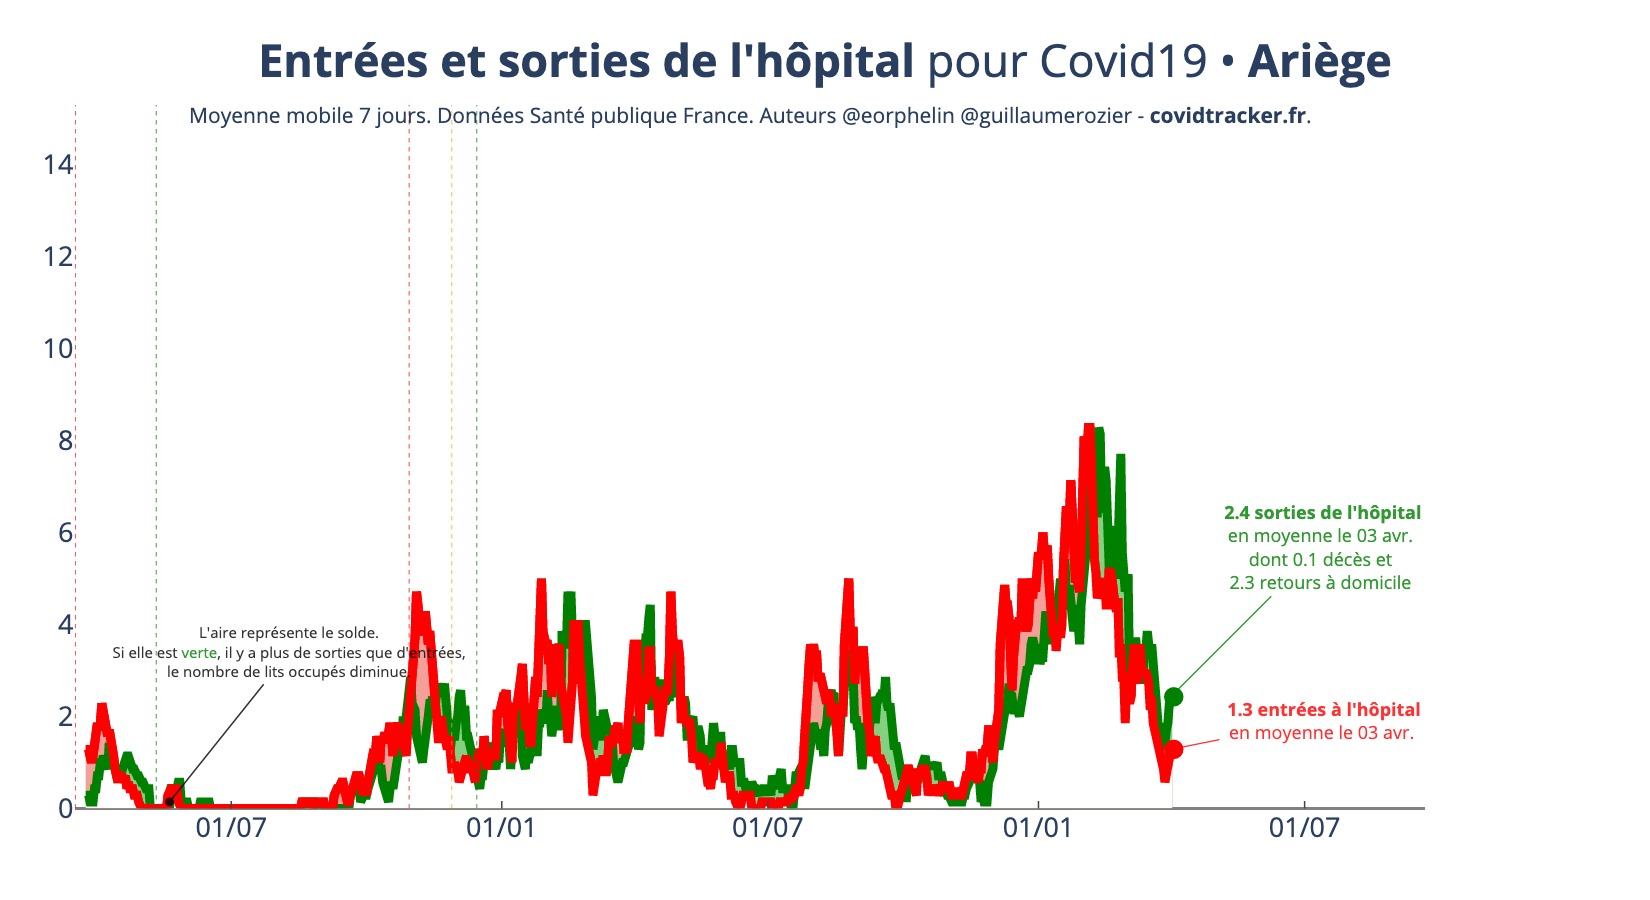 Entrées et sorties de l'hôpital pour Covid19 • Ariège
Moyenne mobile 7 jours. Données Santé publique France. Auteurs @eorphelin @guillaumerozier - covidtracker.fr.
14
12
10
8
6
4
2
0
L'aire représente le solde.
Si elle est verte, il y a plus de sorties que d'entrées,
le nombre de lits occupés diminue.
2.4 sorties de l'hôpital
en moyenne le 03 avr.
dont 0.1 décès et
2.3 retours à domicile
1.3 entrées à l'hôpital
en moyenne le 03 avr.
01/07 01/01 01/07 01/01 01/07